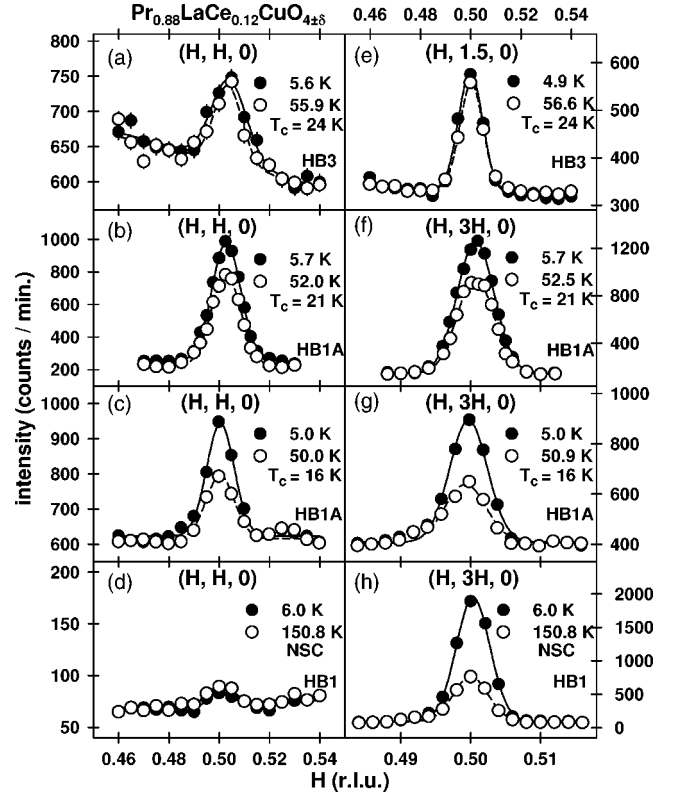 Pr0.88LaCe0.12CuO4±δ
0.46 0.48 0.50 0.52 0.54
800
750
700
650
600
(a) (H, H, 0)
5.6 K
55.9 K
Tc = 24 K
HB3
(e) (H, 1.5, 0)
4.9 K
56.6 K
Tc = 24 K
HB3
600
500
400
300
1000
800
600
400
200
(b) (H, H, 0)
5.7 K
52.0 K
Tc = 21 K
HB1A
(f) (H, 3H, 0)
5.7 K
52.5 K
Tc = 21 K
HB1A
1200
800
400
intensity (counts / min.)
1000
900
800
700
600
(c) (H, H, 0)
5.0 K
50.0 K
Tc = 16 K
HB1A
(g) (H, 3H, 0)
5.0 K
50.9 K
Tc = 16 K
HB1A
1000
800
600
400
200
150
100
50
(d) (H, H, 0)
6.0 K
150.8 K
NSC
HB1
(h) (H, 3H, 0)
6.0 K
150.8 K
NSC
HB1
2000
1500
1000
500
0
0.46 0.48 0.50 0.52 0.54
0.49 0.50 0.51
H (r.l.u.)